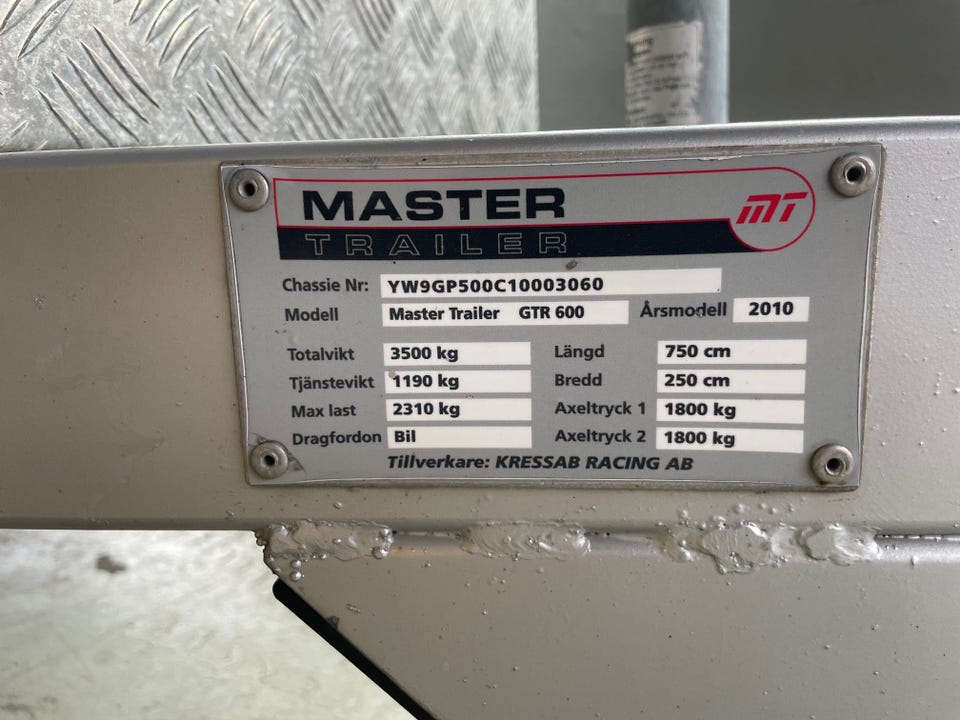 MASTER
TRAILER
MT
Chassie Nr: YW9GP500C10003060
Modell Master Trailer GTR 600 Årsmodell 2010
Totalvikt 3500 kg Längd 750 cm
Tjänstevikt 1190 kg Bredd 250 cm
Max last 2310 kg Axeltryck 1 1800 kg
Dragfordon Bil Axeltryck 2 1800 kg
Tillverkare: KRESSAB RACING AB